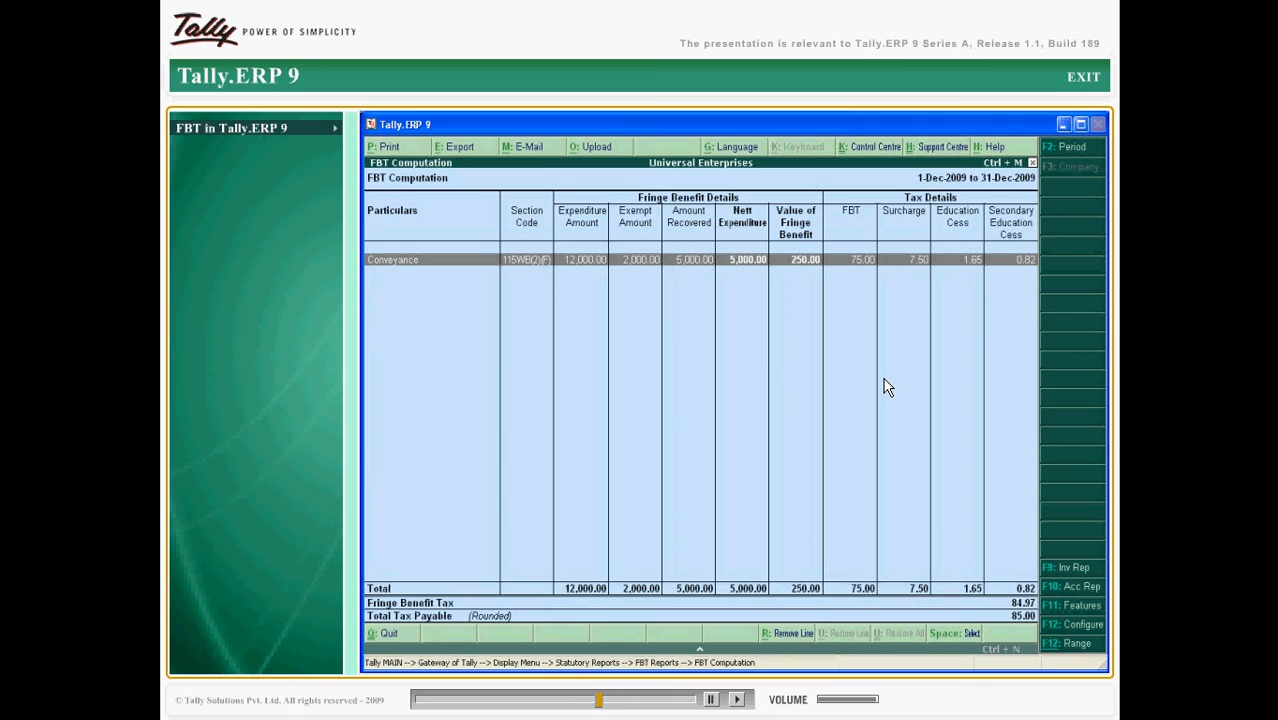 Tally POWER OF SIMPLICITY
The presentation is relevant to Tally.ERP 9 Series A, Release 1.1, Build 189
Tally.ERP 9 EXIT
FBT in Tally.ERP 9
Tally.ERP 9
P: Print E: Export M: E-Mail O: Upload G: Language K: Keyboard K: Control Centre H: Support Centre H: Help F2: Period
FBT Computation Universal Enterprises Ctrl + M F3: Company
FBT Computation 1-Dec-2009 to 31-Dec-2009
Fringe Benefit Details Tax Details
Particulars Section Expenditure Exempt Amount Nett Value of FBT Surcharge Education Secondary
Code Amount Amount Recovered Expenditure Fringe Cess Education
Benefit Cess
Conveyance 115WB(2)(F) 12,000.00 2,000.00 5,000.00 5,000.00 250.00 75.00 7.50 1.65 0.82
F9: Inv Rep
Total 12,000.00 2,000.00 5,000.00 5,000.00 250.00 75.00 7.50 1.65 0.82 F10: Acc Rep
Fringe Benefit Tax 84.97 F11: Features
Total Tax Payable (Rounded) 85.00 F12: Configure
Q: Quit R: Remove Line U: Restore Line U: Restore All Space: Select F12: Range
Ctrl + N
Tally MAIN --> Gateway of Tally --> Display Menu --> Statutory Reports --> FBT Reports --> FBT Computation
© Tally Solutions Pvt. Ltd. All rights reserved - 2009 VOLUME